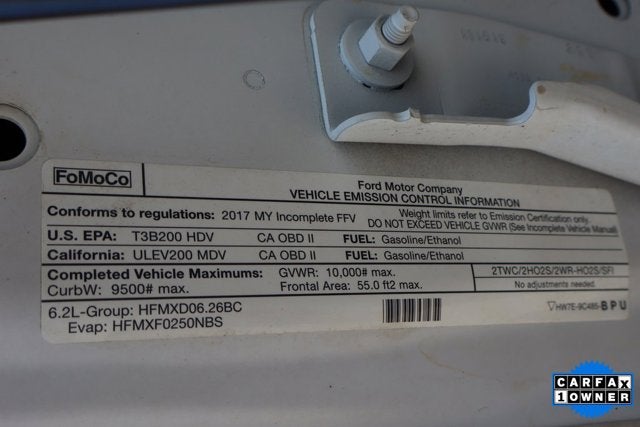 FoMoCo
Ford Motor Company
VEHICLE EMISSION CONTROL INFORMATION
Conforms to regulations: 2017 MY Incomplete FFV
Weight limits refer to Emission Certification only.
DO NOT EXCEED VEHICLE GVWR (See Incomplete Vehicle Manual)
U.S. EPA: T3B200 HDV CA OBD II FUEL: Gasoline/Ethanol
California: ULEV200 MDV CA OBD II FUEL: Gasoline/Ethanol
Completed Vehicle Maximums: GVWR: 10,000# max. 2TWC/2HO2S/2WR-HO2S/SFI
CurbW: 9500# max. Frontal Area: 55.0 ft2 max. No adjustments needed.
6.2L-Group: HFMXD06.26BC
Evap: HFMXF0250NBS
HW7E-9C485-BPU
CARFAX
1 OWNER